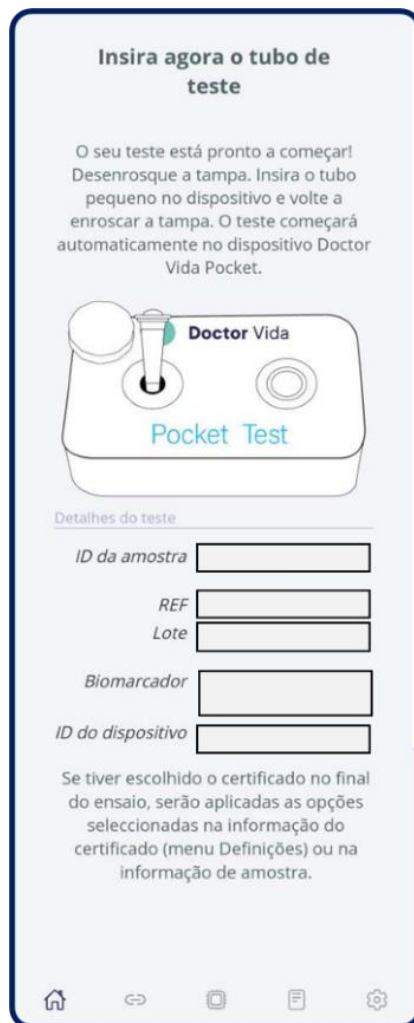 Insira agora o tubo de
teste
O seu teste está pronto a começar!
Desenrosque a tampa. Insira o tubo
pequeno no dispositivo e volte a
enroscar a tampa. O teste começará
automaticamente no dispositivo Doctor
Vida Pocket.
Doctor Vida
Pocket Test
Detalhes do teste
ID da amostra
REF
Lote
Biomarcador
ID do dispositivo
Se tiver escolhido o certificado no final
do ensaio, serão aplicadas as opções
seleccionadas na informação do
certificado (menu Definições) ou na
informação de amostra.